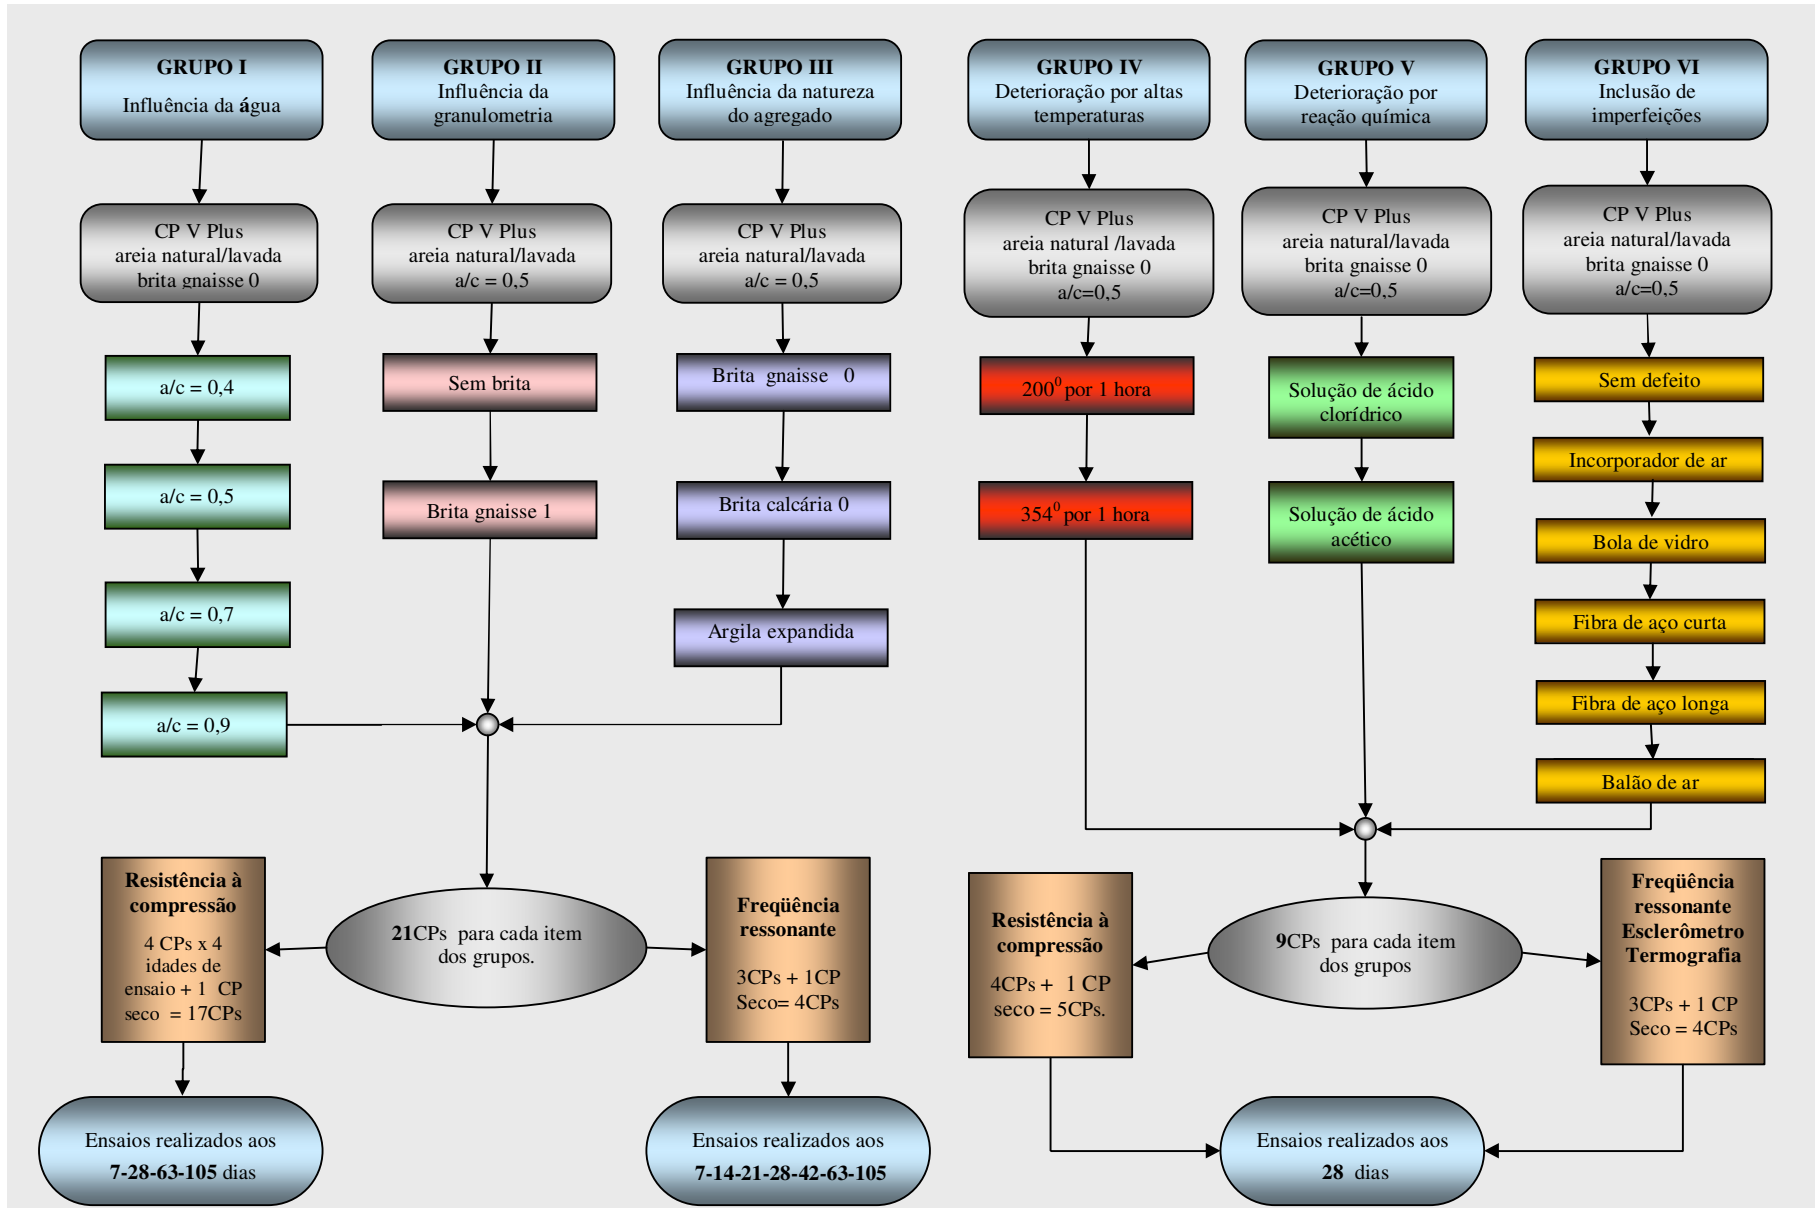 GRUPO I
Influência da água
GRUPO II
Influência da
granulometria
GRUPO III
Influência da natureza
do agregado
GRUPO IV
Deterioração por altas
temperaturas
GRUPO V
Deterioração por
reação química
GRUPO VI
Inclusão de
imperfeições
CP V Plus
areia natural/lavada
brita gnaisse 0
CP V Plus
areia natural/lavada
a/c = 0,5
CP V Plus
areia natural/lavada
a/c = 0,5
CP V Plus
areia natural /lavada
brita gnaisse 0
a/c=0,5
CP V Plus
areia natural/lavada
brita gnaisse 0
a/c=0,5
CP V Plus
areia natural/lavada
brita gnaisse 0
a/c=0,5
a/c = 0,4
a/c = 0,5
a/c = 0,7
a/c = 0,9
Sem brita
Brita gnaisse 1
Brita gnaisse 0
Brita calcária 0
Argila expandida
200⁰ por 1 hora
354⁰ por 1 hora
Solução de ácido
clorídrico
Solução de ácido
acético
Sem defeito
Incorporador de ar
Bola de vidro
Fibra de aço curta
Fibra de aço longa
Balão de ar
Resistência à
compressão
4 CPs x 4
idades de
ensaio + 1 CP
seco = 17CPs
21CPs para cada item
dos grupos.
Freqüência
ressonante
3CPs + 1CP
Seco= 4CPs
Resistência à
compressão
4CPs + 1 CP
seco = 5CPs.
9CPs para cada item
dos grupos
Freqüência
ressonante
Esclerômetro
Termografia
3CPs + 1 CP
Seco = 4CPs
Ensaios realizados aos
7-28-63-105 dias
Ensaios realizados aos
7-14-21-28-42-63-105
Ensaios realizados aos
28 dias